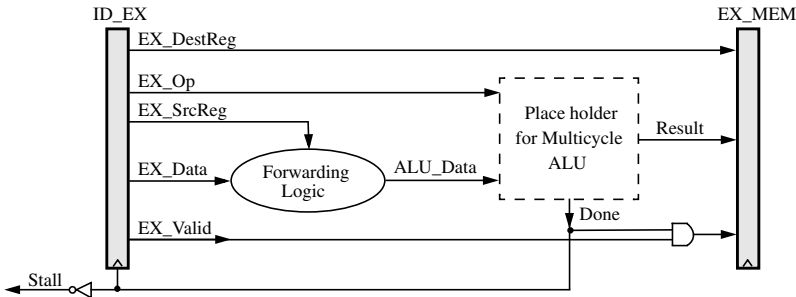 ID_EX
EX_MEM
EX_DestReg
EX_Op
EX_SrcReg
Place holder
for Multicycle
ALU
Result
EX_Data
Forwarding
Logic
ALU_Data
EX_Valid
Done
Stall